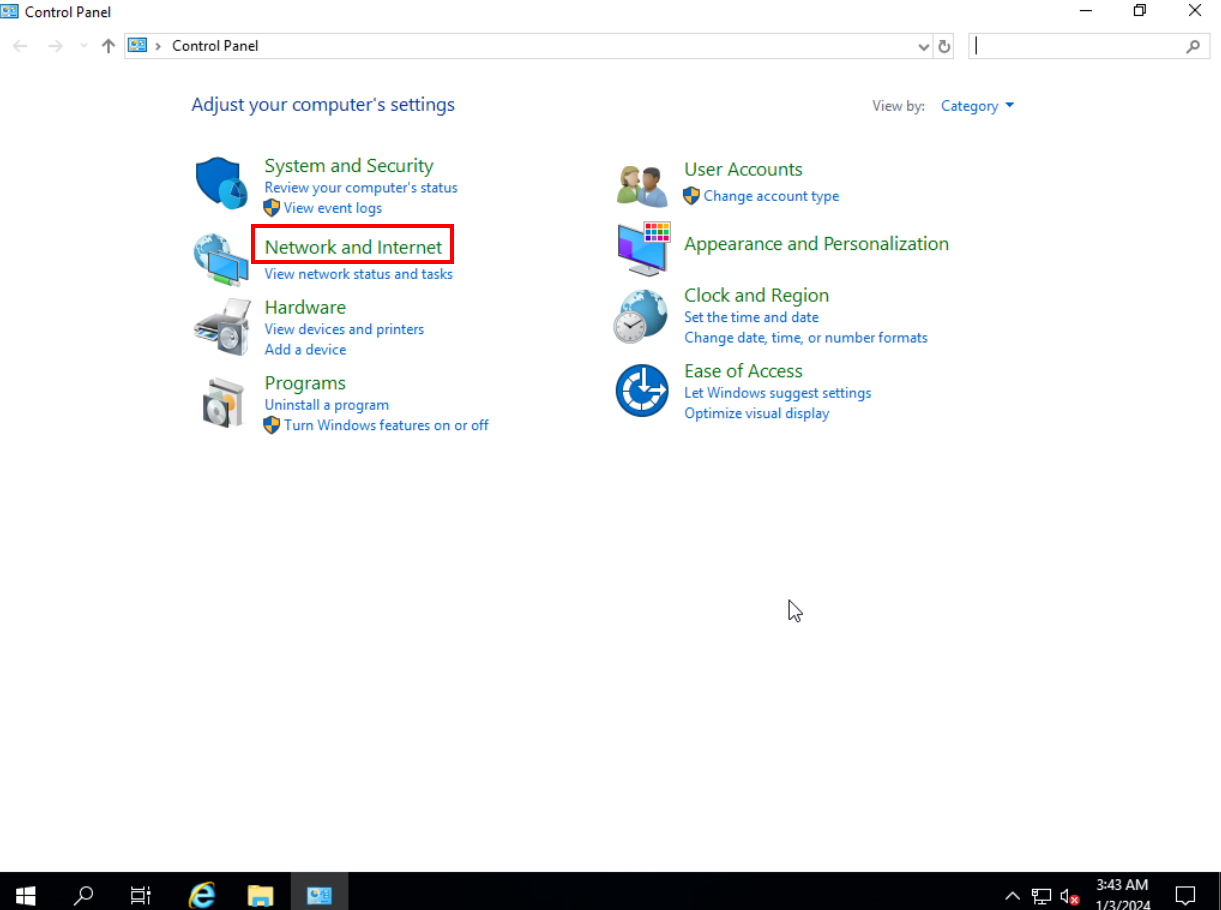 Control Panel
Control Panel
Adjust your computer's settings
View by: Category
System and Security
Review your computer's status
View event logs
Network and Internet
View network status and tasks
Hardware
View devices and printers
Add a device
Programs
Uninstall a program
Turn Windows features on or off
User Accounts
Change account type
Appearance and Personalization
Clock and Region
Set the time and date
Change date, time, or number formats
Ease of Access
Let Windows suggest settings
Optimize visual display
3:43 AM
1/3/2024